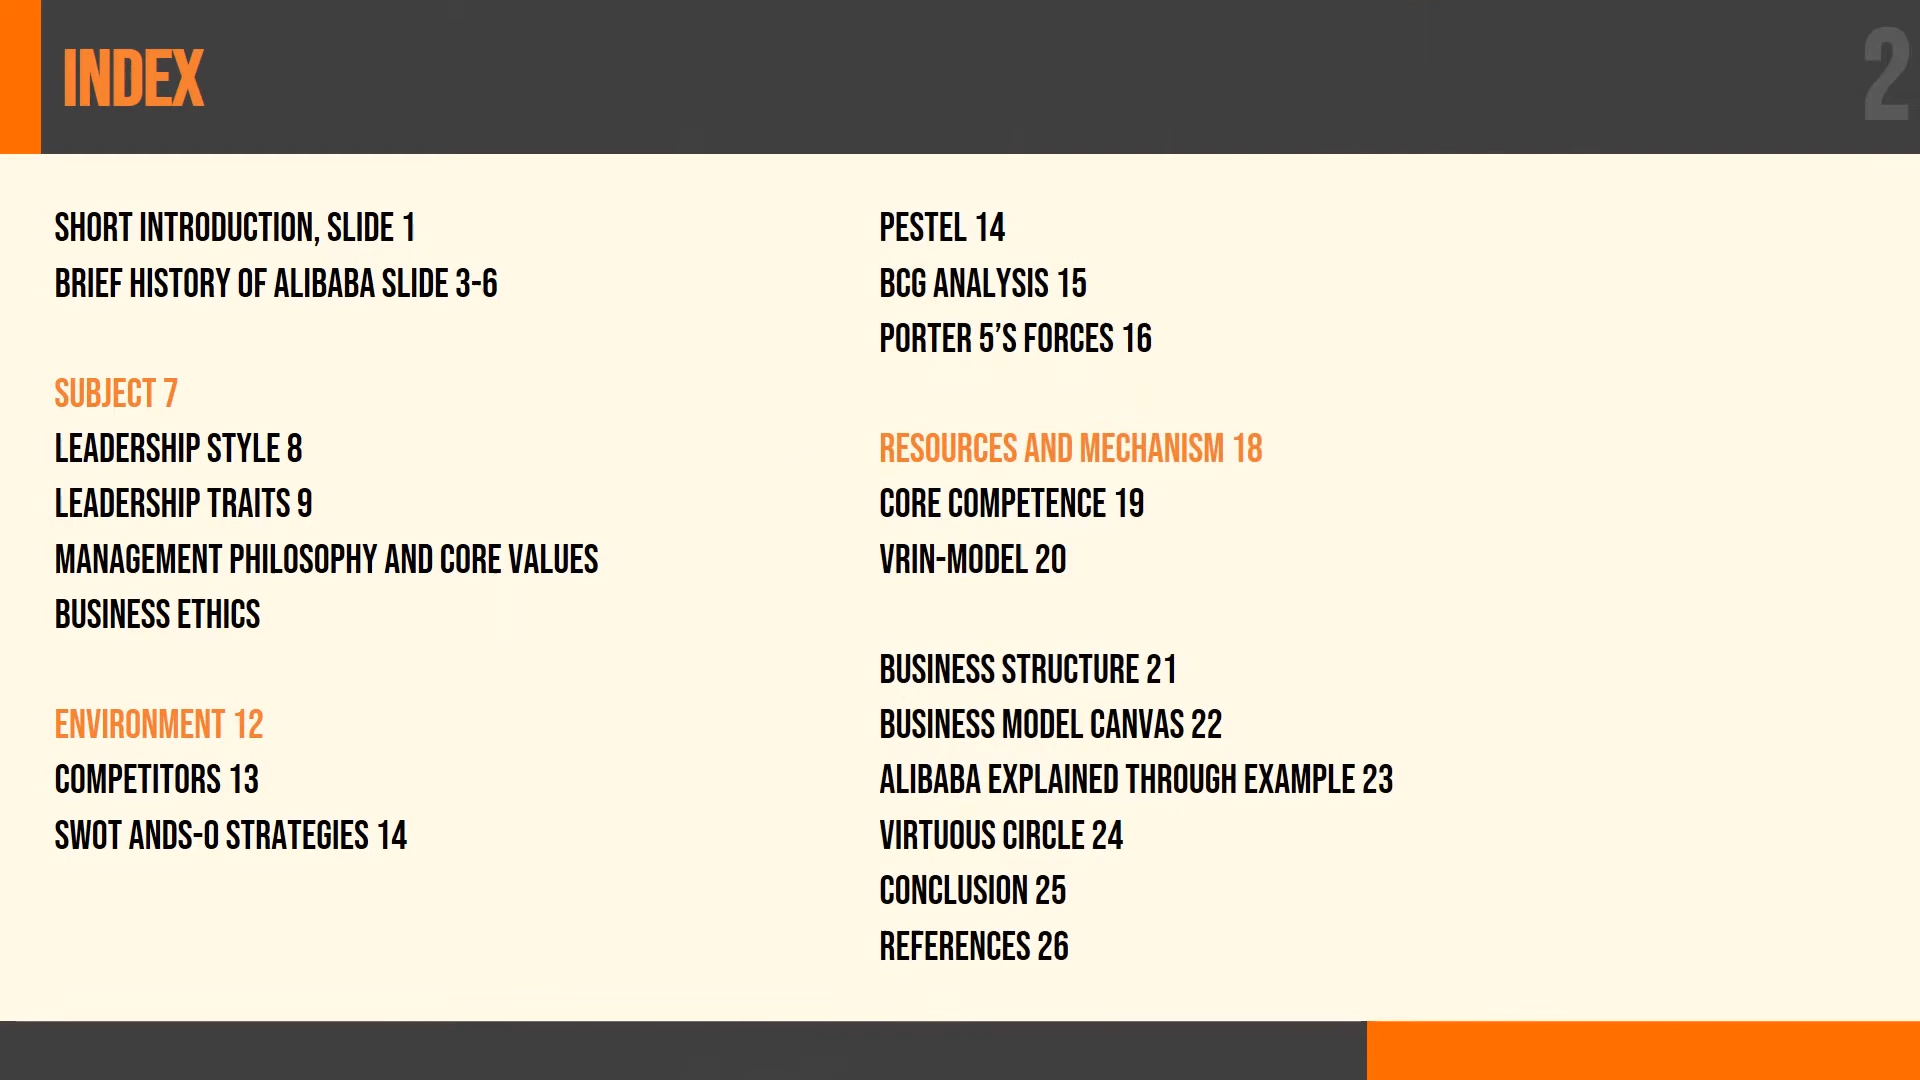 INDEX
2
SHORT INTRODUCTION, SLIDE 1
BRIEF HISTORY OF ALIBABA SLIDE 3-6
SUBJECT 7
LEADERSHIP STYLE 8
LEADERSHIP TRAITS 9
MANAGEMENT PHILOSOPHY AND CORE VALUES
BUSINESS ETHICS
ENVIRONMENT 12
COMPETITORS 13
SWOT ANDS-O STRATEGIES 14
PESTEL 14
BCG ANALYSIS 15
PORTER 5’S FORCES 16
RESOURCES AND MECHANISM 18
CORE COMPETENCE 19
VRIN-MODEL 20
BUSINESS STRUCTURE 21
BUSINESS MODEL CANVAS 22
ALIBABA EXPLAINED THROUGH EXAMPLE 23
VIRTUOUS CIRCLE 24
CONCLUSION 25
REFERENCES 26